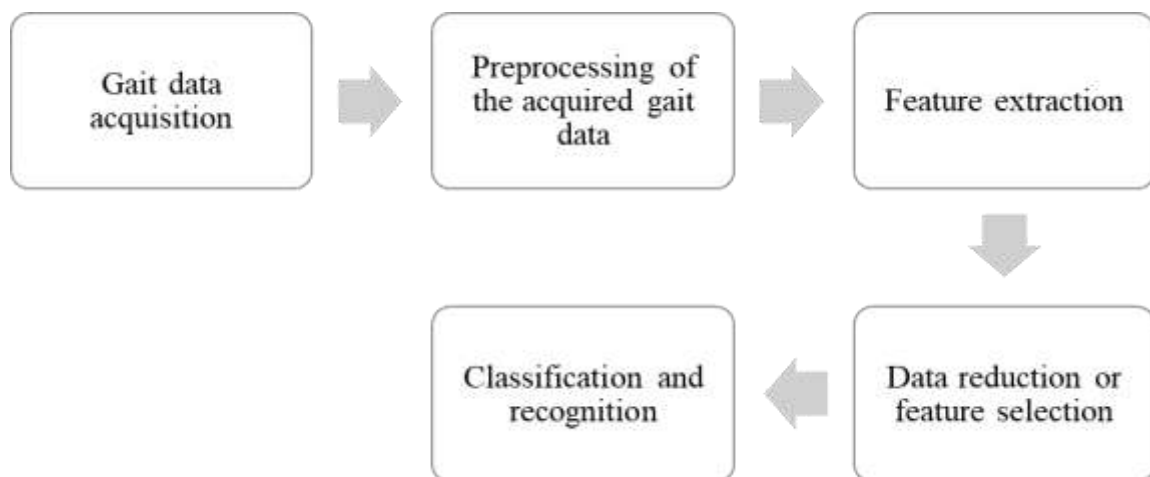 Gait data
acquisition
Preprocessing of
the acquired gait
data
Feature extraction
Data reduction or
feature selection
Classification and
recognition